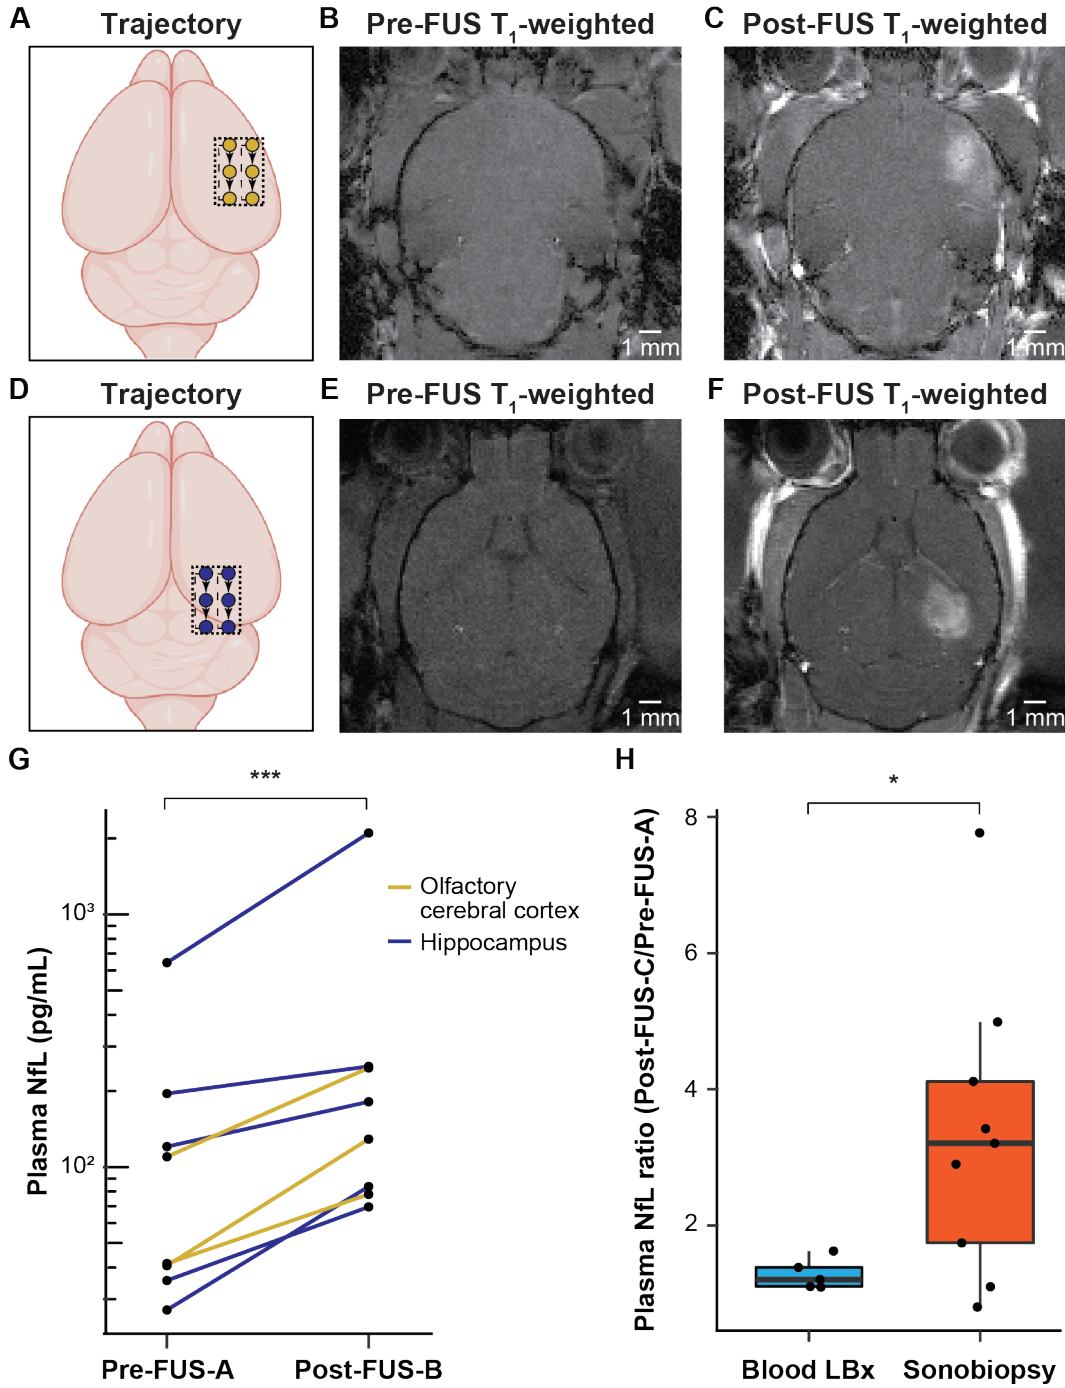 A Trajectory
B Pre-FUS T1-weighted
C Post-FUS T1-weighted
1 mm
1 mm
D Trajectory
E Pre-FUS T1-weighted
F Post-FUS T1-weighted
1 mm
1 mm
G
***
Plasma NfL (pg/mL)
10³
10²
Olfactory
cerebral cortex
Hippocampus
Pre-FUS-A
Post-FUS-B
H
*
Plasma NfL ratio (Post-FUS-C/Pre-FUS-A)
8
6
4
2
Blood LBx
Sonobiopsy